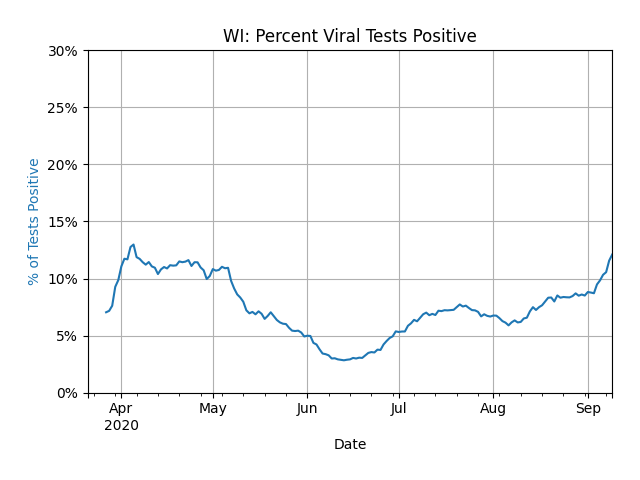 WI: Percent Viral Tests Positive
30%
25%
20%
15%
10%
5%
0%
% of Tests Positive
Apr May Jun Jul Aug Sep
2020
Date